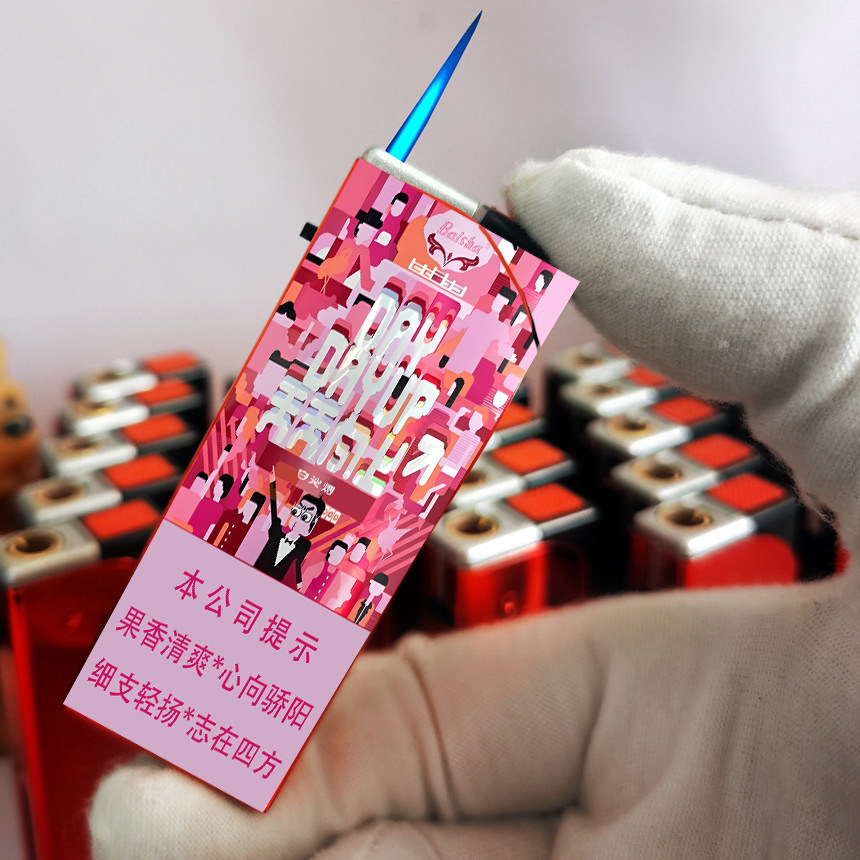 Baisha
DAY
DAY UP
天天向上
本公司提示
果香清爽*心向骄阳
细支轻扬*志在四方